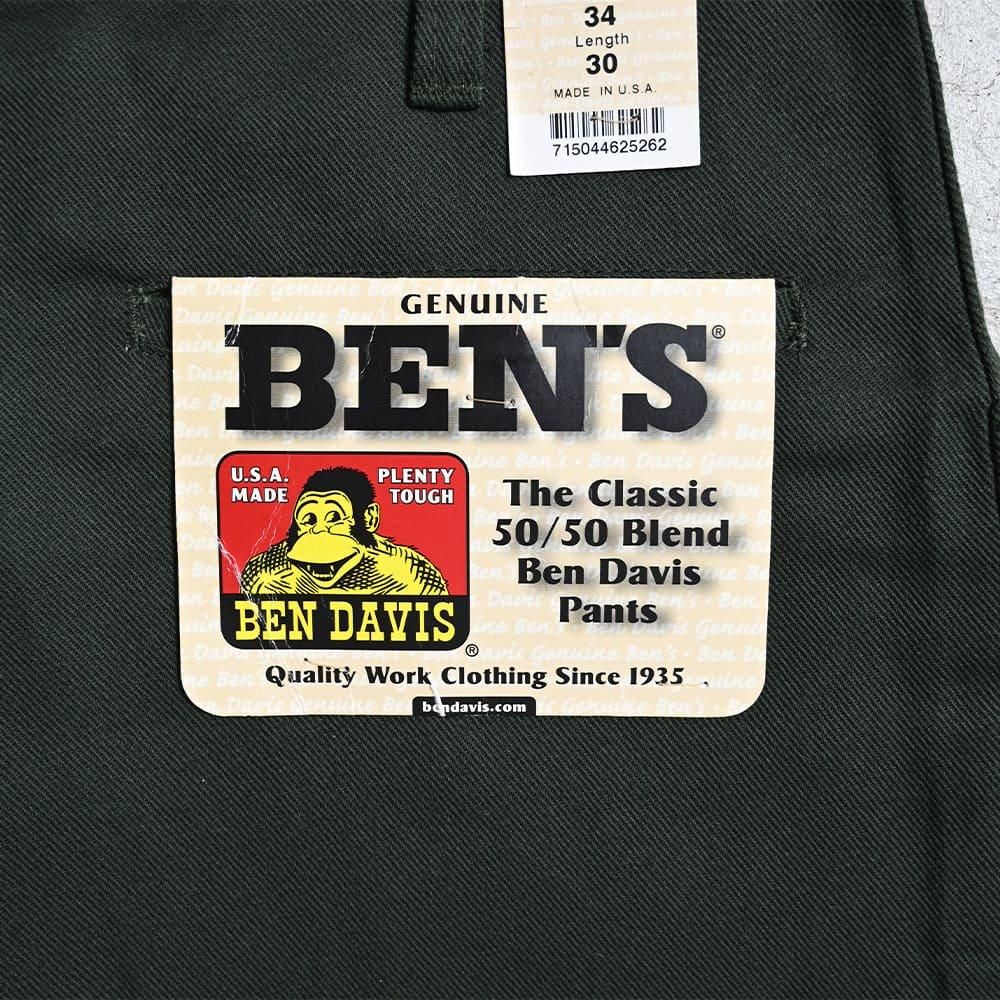 34
Length
30
MADE IN U.S.A.
715044625262
GENUINE
BEN'S®
U.S.A. PLENTY
MADE TOUGH
BEN DAVIS
®
The Classic
50/50 Blend
Ben Davis
Pants
Quality Work Clothing Since 1935
bendavis.com